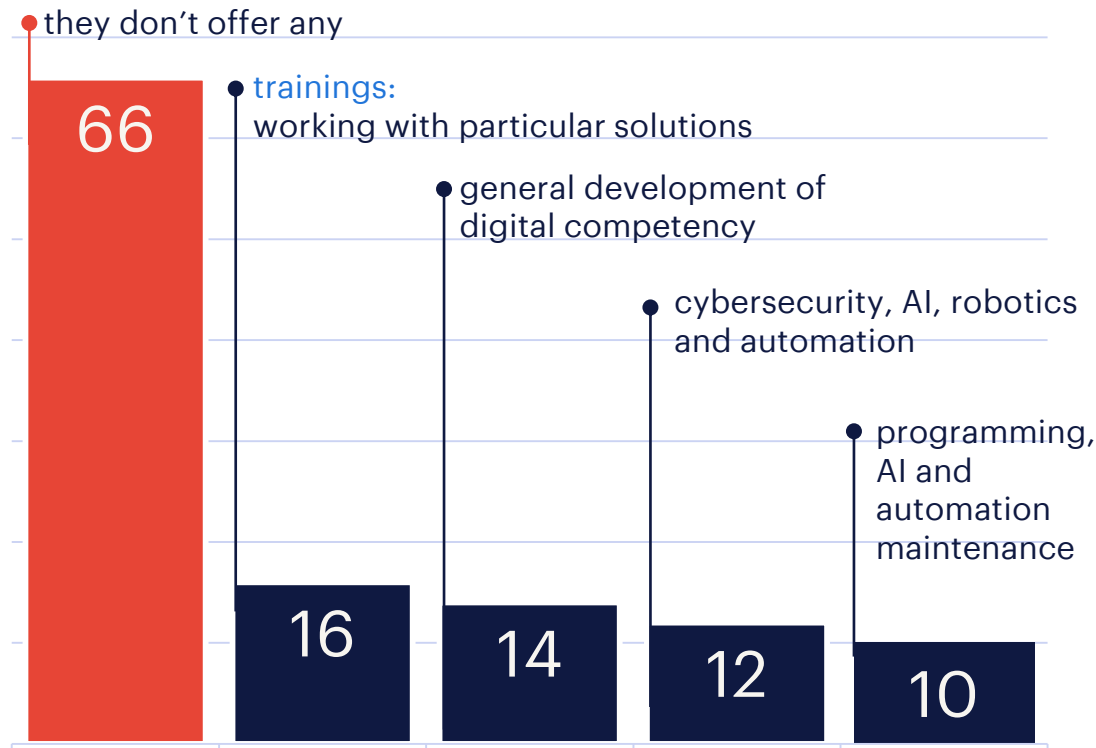 they don’t offer any
66
trainings:
working with particular solutions
16
general development of
digital competency
14
cybersecurity, AI, robotics
and automation
12
programming,
AI and
automation
maintenance
10